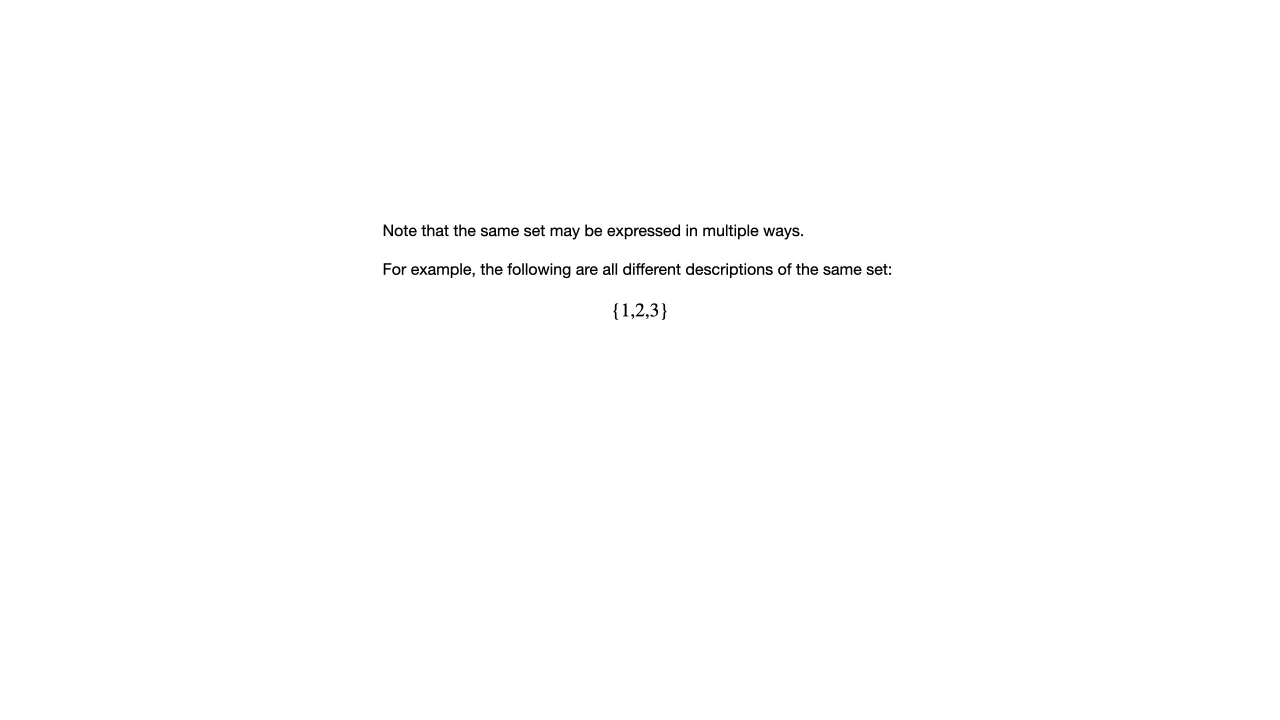 Note that the same set may be expressed in multiple ways.
For example, the following are all different descriptions of the same set:
{1,2,3}